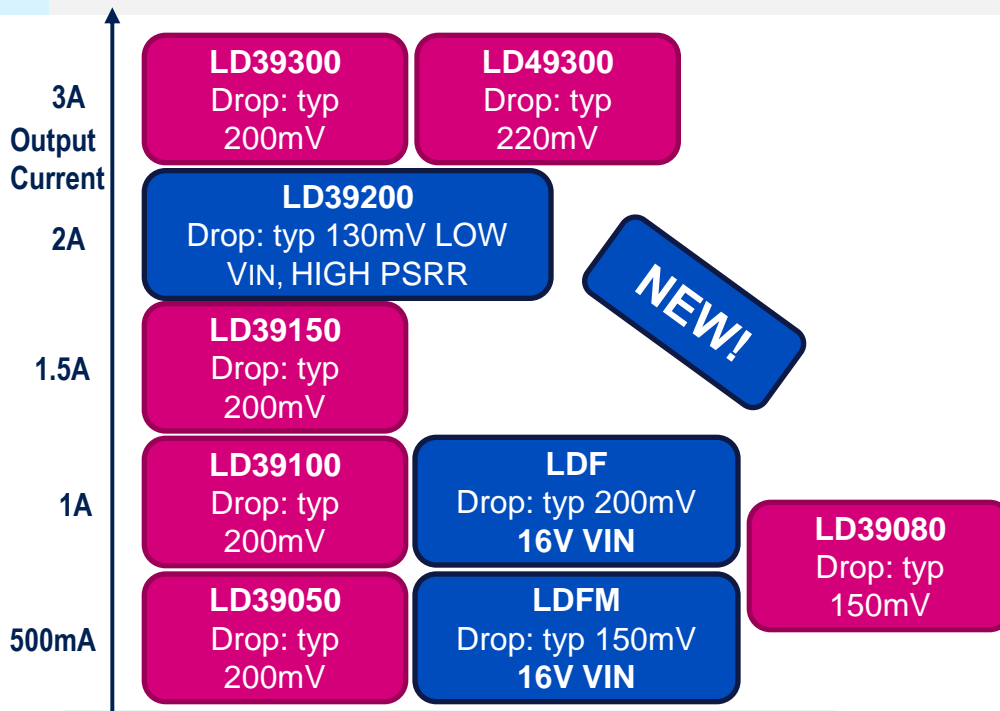 3A
Output
Current
2A
1.5A
1A
500mA
LD39300
Drop: typ
200mV
LD49300
Drop: typ
220mV
LD39200
Drop: typ 130mV LOW
VIN, HIGH PSRR
NEW!
LD39150
Drop: typ
200mV
LD39100
Drop: typ
200mV
LDF
Drop: typ 200mV
16V VIN
LD39080
Drop: typ
150mV
LD39050
Drop: typ
200mV
LDFM
Drop: typ 150mV
16V VIN